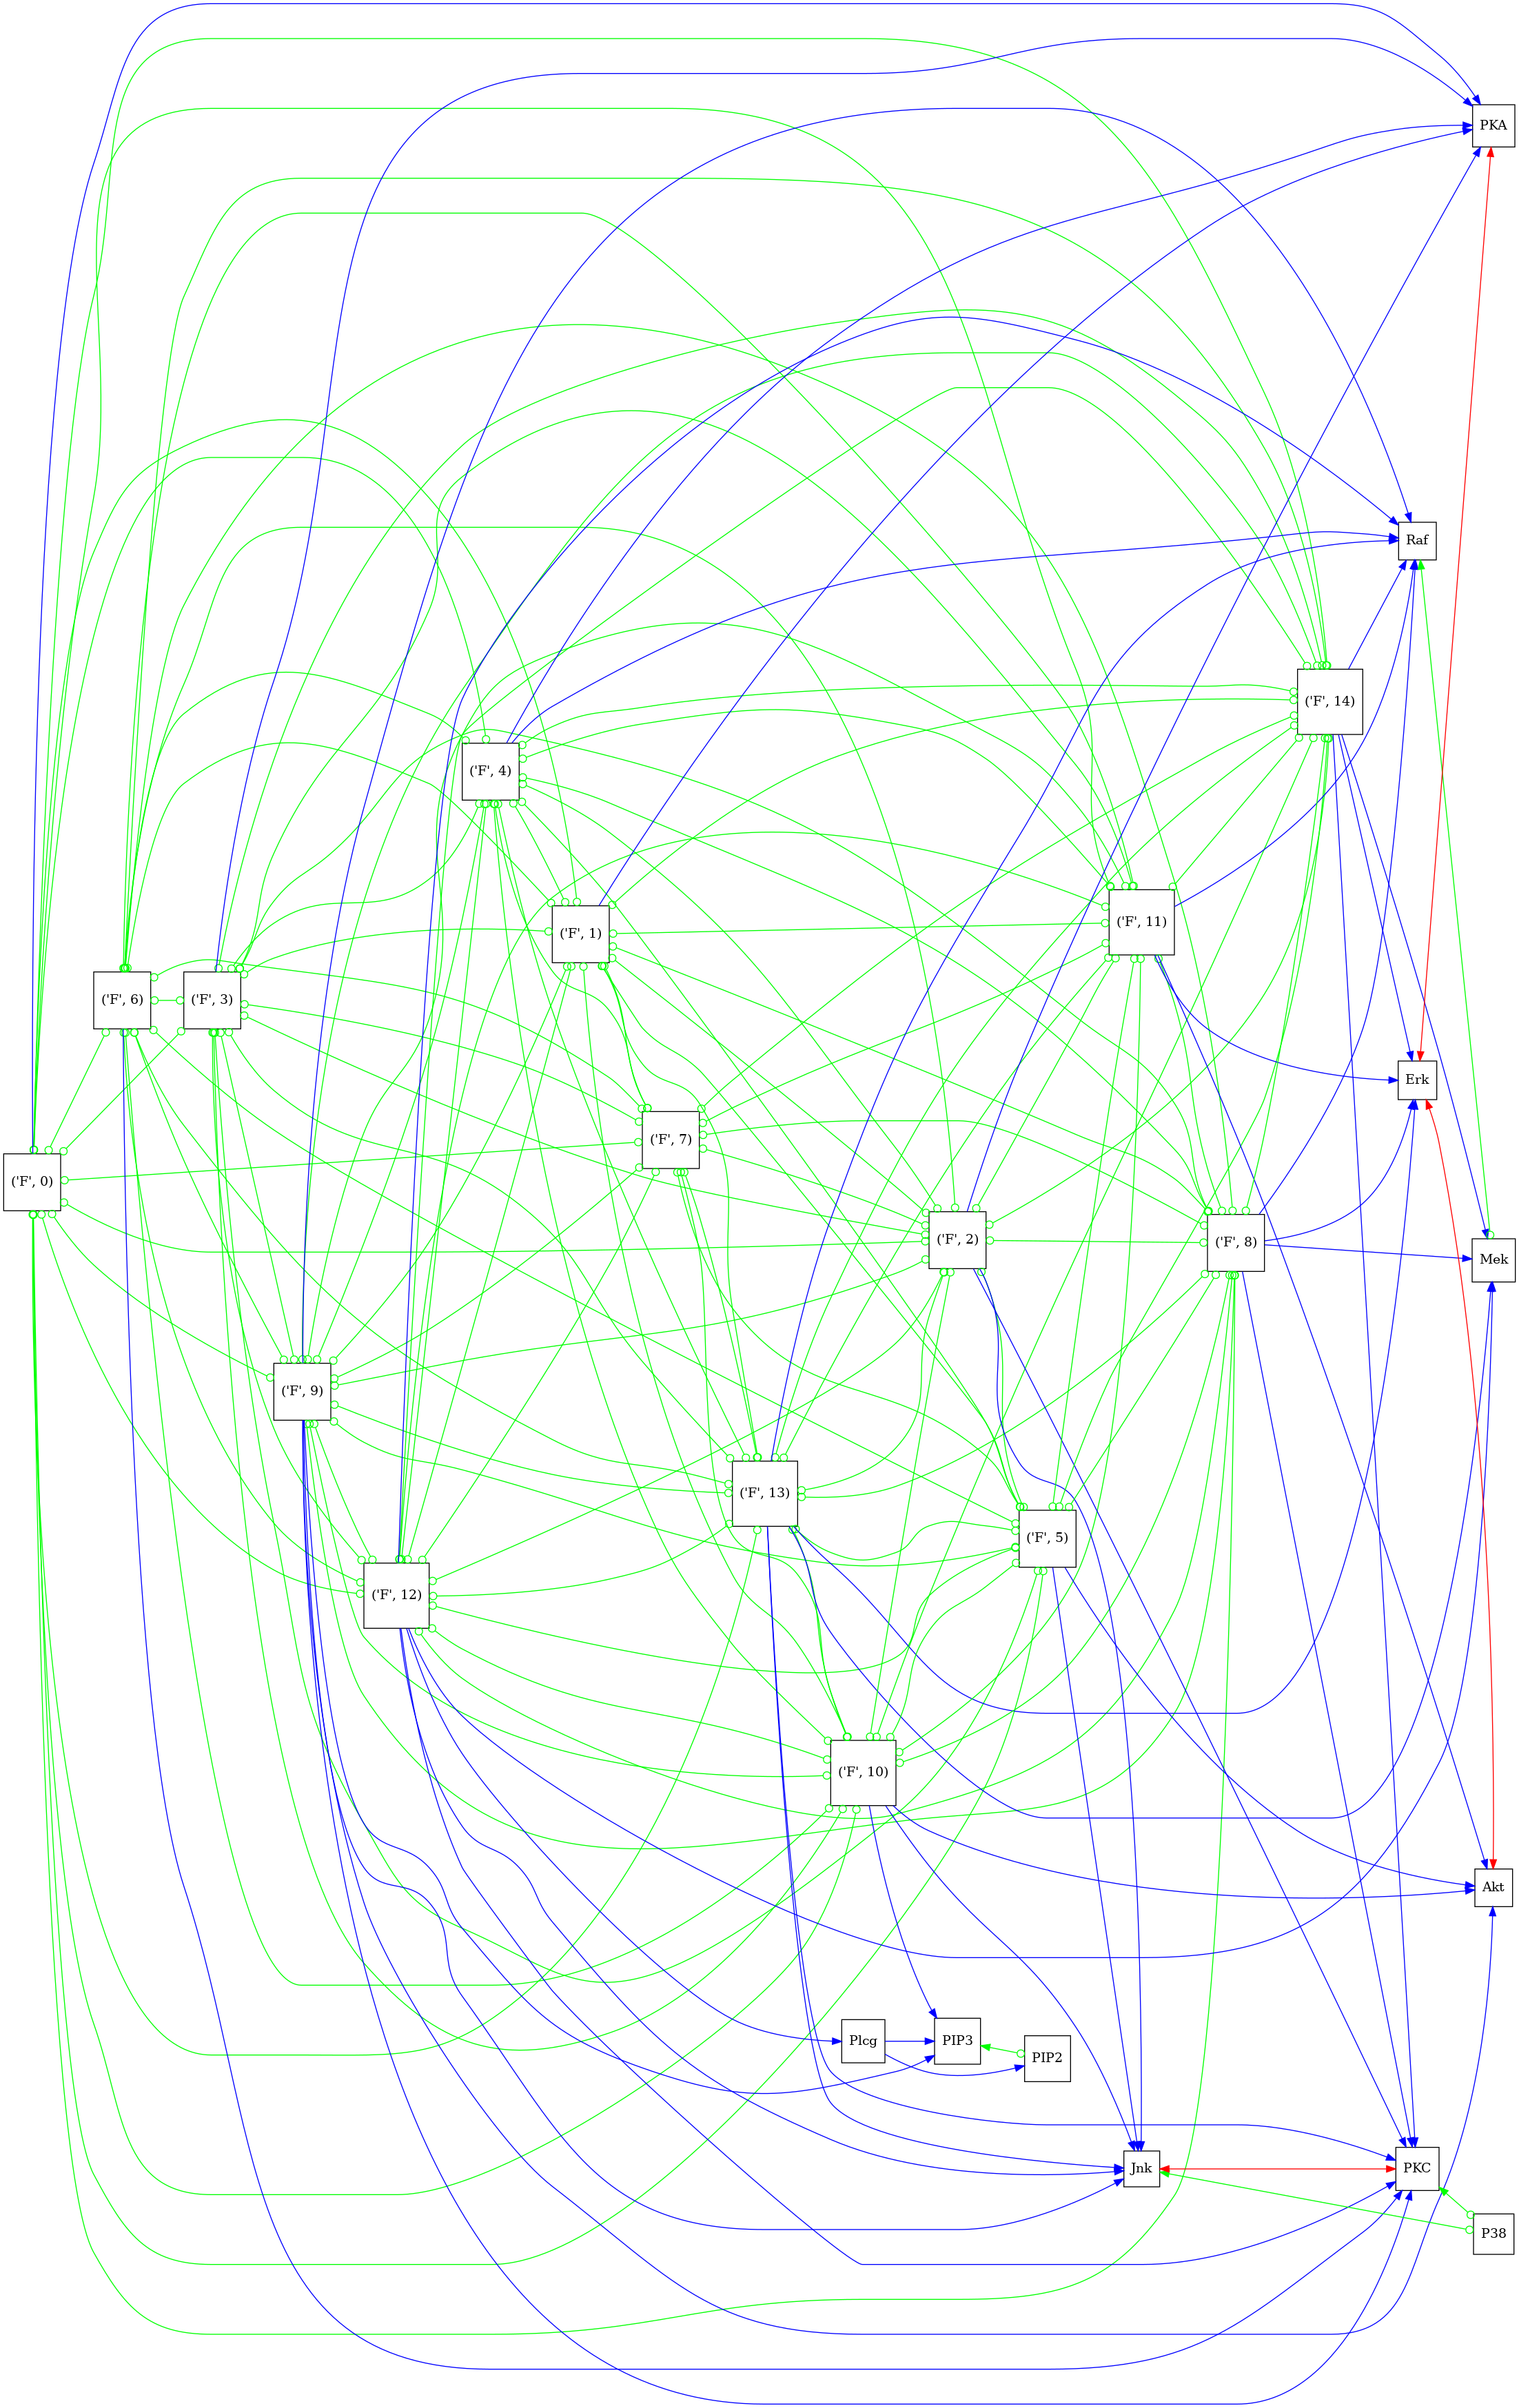 PKA
Raf
('F', 14)
('F', 4)
('F', 11)
('F', 1)
('F', 6)
('F', 3)
Erk
('F', 7)
('F', 0)
('F', 2)
('F', 8)
Mek
('F', 9)
('F', 13)
('F', 5)
('F', 12)
('F', 10)
Akt
Plcg
PIP3
PIP2
Jnk
PKC
P38